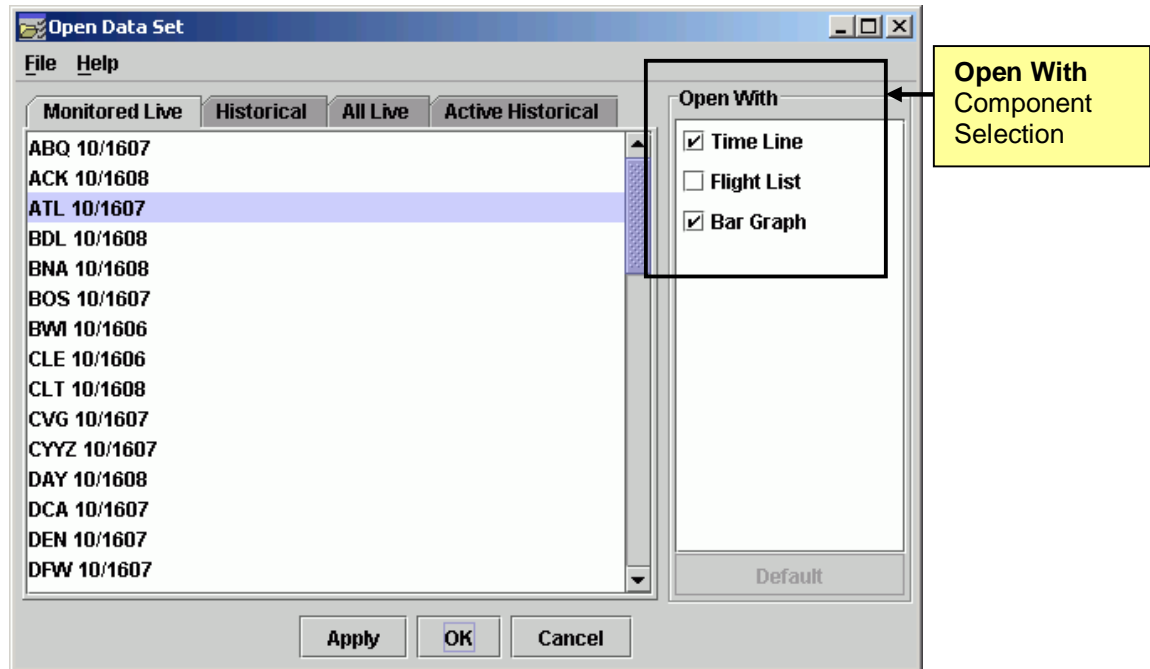 Open Data Set
File Help
Monitored Live Historical All Live Active Historical
ABQ 10/1607
ACK 10/1608
ATL 10/1607
BDL 10/1608
BNA 10/1608
BOS 10/1607
BWI 10/1606
CLE 10/1606
CLT 10/1608
CVG 10/1607
CYYZ 10/1607
DAY 10/1608
DCA 10/1607
DEN 10/1607
DFW 10/1607
Open With
Time Line
Flight List
Bar Graph
Default
Apply OK Cancel
Open With
Component
Selection